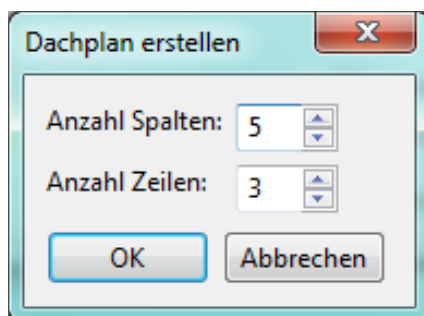 Dachplan erstellen
Anzahl Spalten: 5
Anzahl Zeilen: 3
OK Abbrechen